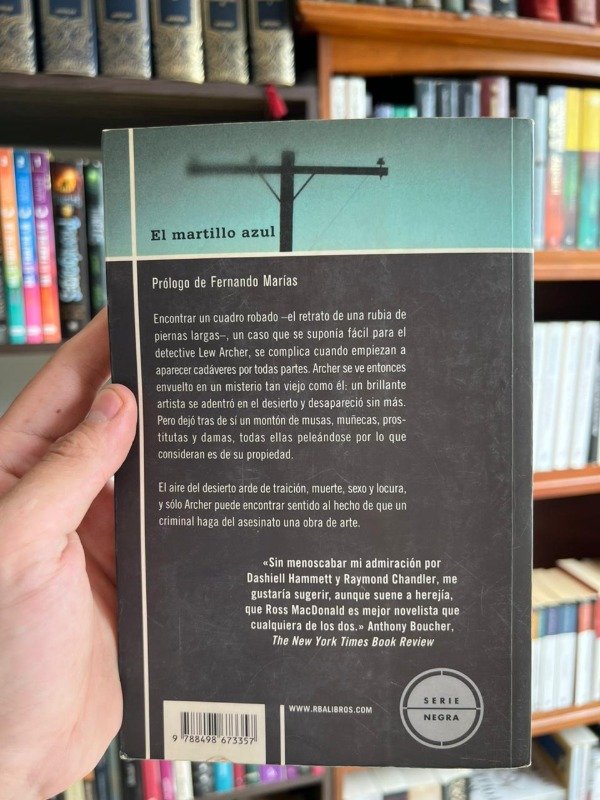 El martillo azul
Prólogo de Fernando Marías
Encontrar un cuadro robado –el retrato de una rubia de
piernas largas–, un caso que se suponía fácil para el
detective Lew Archer, se complica cuando empiezan a
aparecer cadáveres por todas partes. Archer se ve entonces
envuelto en un misterio tan viejo como él: un brillante
artista se adentró en el desierto y desapareció sin más.
Pero dejó tras de sí un montón de musas, muñecas, pros-
titutas y damas, todas ellas peleándose por lo que
consideran es de su propiedad.
El aire del desierto arde de traición, muerte, sexo y locura,
y sólo Archer puede encontrar sentido al hecho de que un
criminal haga del asesinato una obra de arte.
«Sin menoscabar mi admiración por
Dashiell Hammett y Raymond Chandler, me
gustaría sugerir, aunque suene a herejía,
que Ross MacDonald es mejor novelista que
cualquiera de los dos.» Anthony Boucher,
The New York Times Book Review
WWW.RBALIBROS.COM
SERIE
NEGRA
9 788498 673357